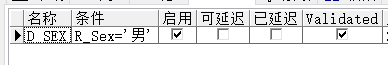 名称 条件 启用 可延迟 已延迟 Validated
D_SEX R_Sex='男'